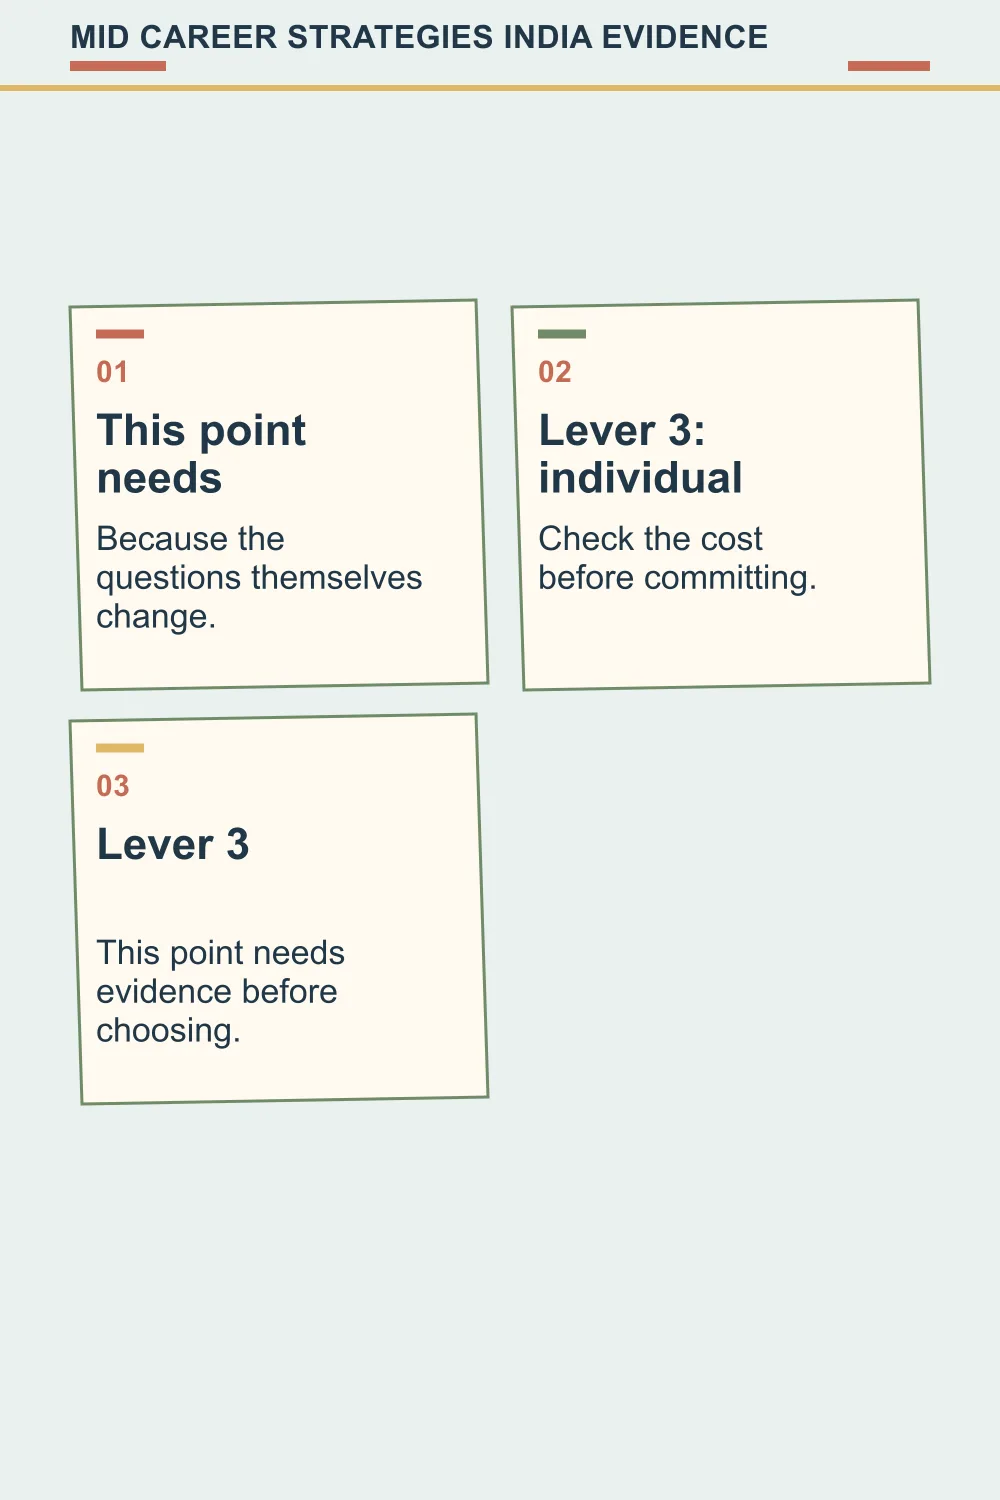 MID CAREER STRATEGIES INDIA EVIDENCE
01
This point
needs
Because the
questions themselves
change.
02
Lever 3:
individual
Check the cost
before committing.
03
Lever 3
This point needs
evidence before
choosing.